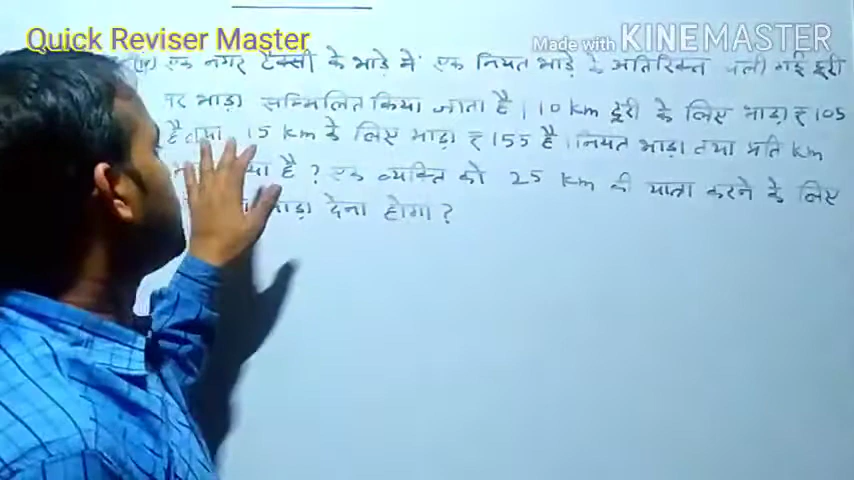 Quick Reviser Master
Made with KINEMASTER
एक नगर टैक्सी के भाड़े में एक नियत भाड़े के अतिरिक्त चली गई दूरी
पर भाड़ा सम्मिलित किया जाता है । 10 km दूरी के लिए भाड़ा ₹ 105
है तथा 15 km के लिए भाड़ा ₹ 155 है । नियत भाड़ा तथा प्रति km
है ? एक व्यक्ति को 25 km की यात्रा करने के लिए
भाड़ा देना होगा ?